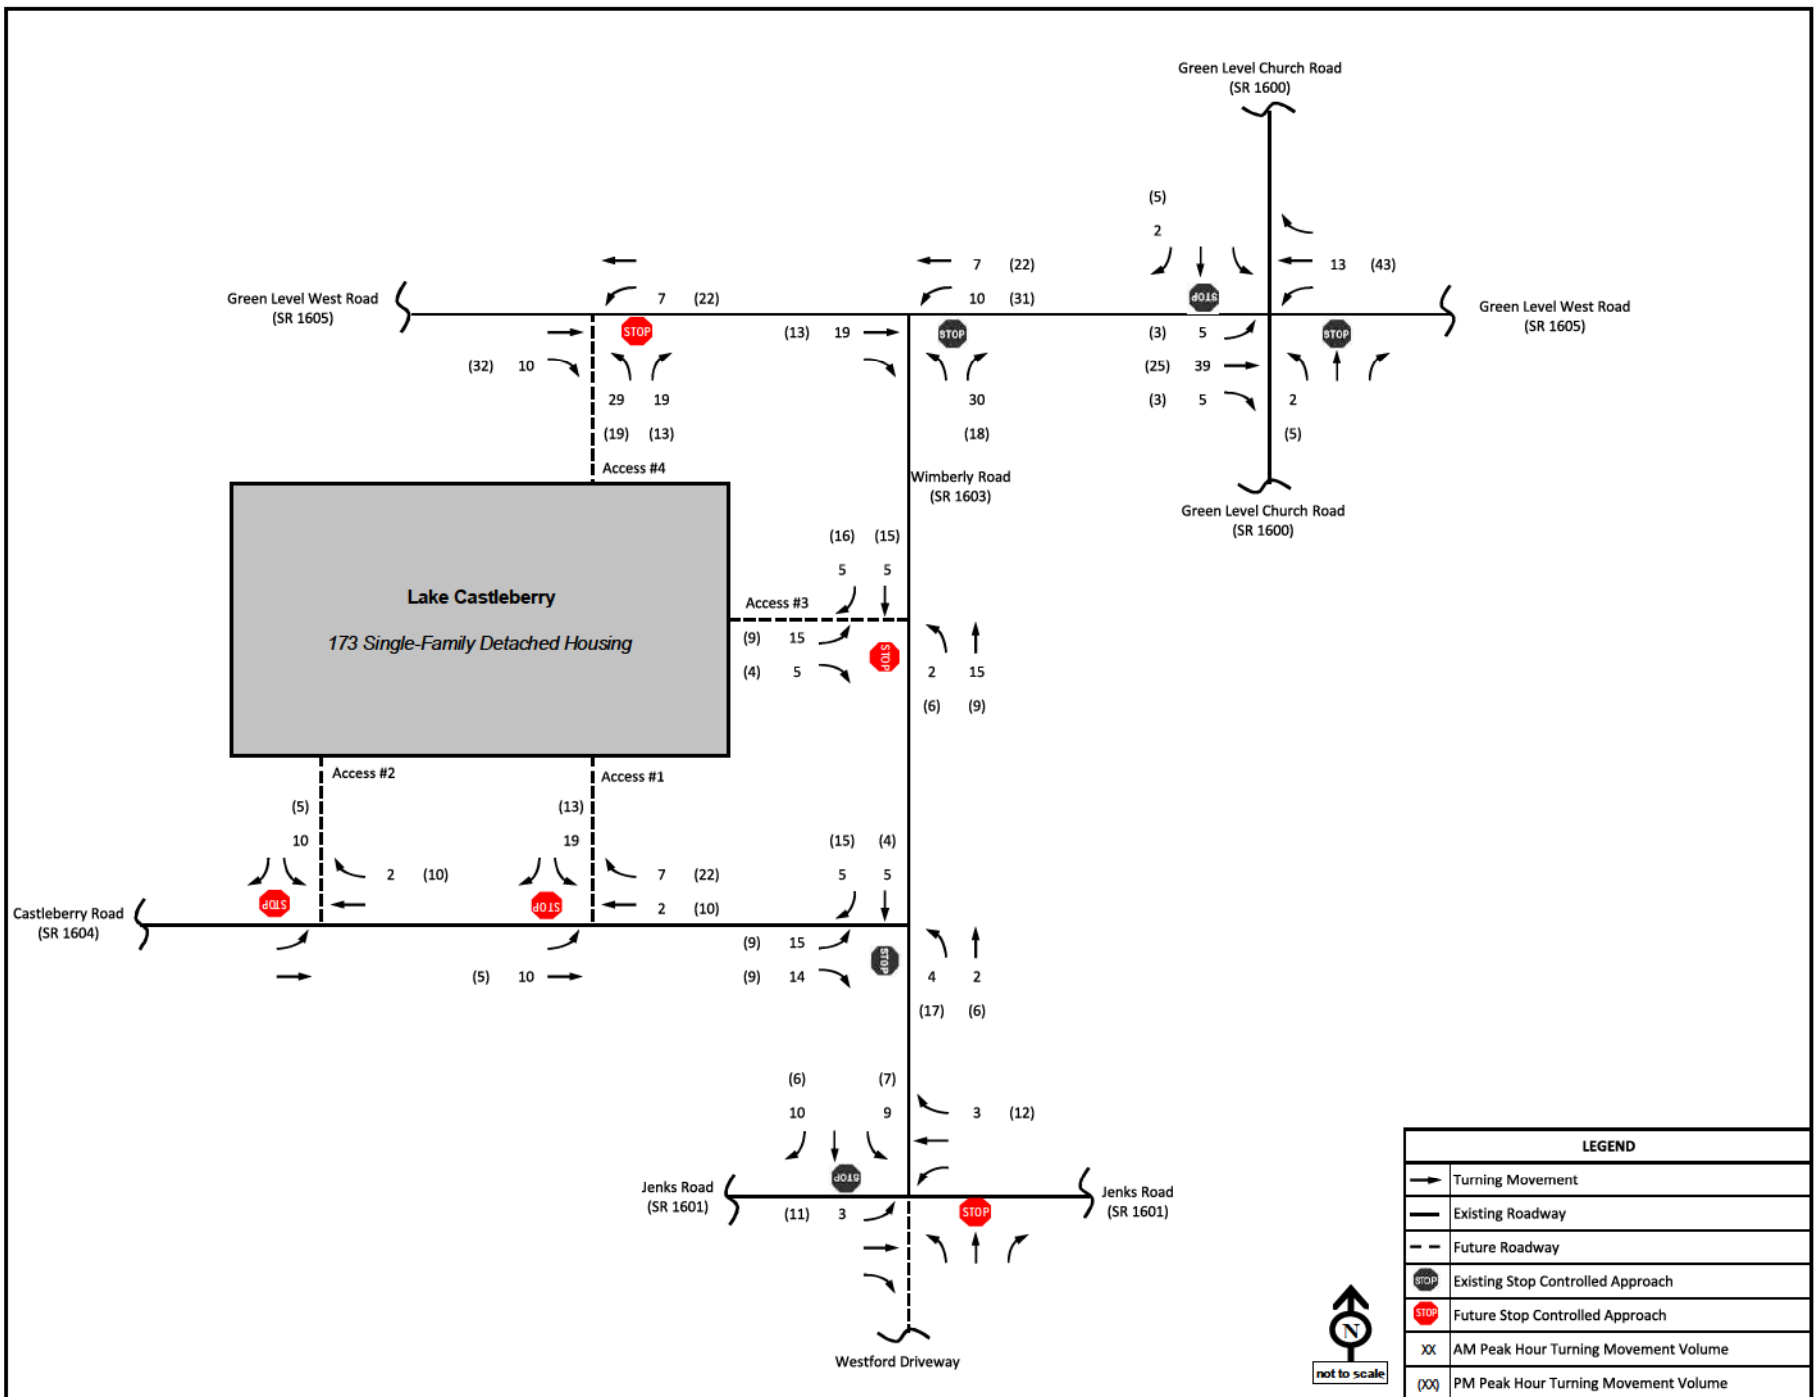 Green Level Church Road
(SR 1600)
(5)
2
7 (22)
13 (43)
Green Level West Road
(SR 1605)
7 (22)
10 (31)
STOP
Green Level West Road
(SR 1605)
STOP
(13) 19
STOP
(3) 5
STOP
(32) 10
(25) 39
29 19
30
(3) 5
2
(19) (13)
(18)
(5)
Access #4
Wimberly Road
(SR 1603)
Green Level Church Road
(SR 1600)
(16) (15)
5 5
Lake Castleberry
173 Single-Family Detached Housing
Access #3
(9) 15
STOP
(4) 5
2 15
(6) (9)
Access #2
Access #1
(5)
(13)
(15) (4)
10
19
2 (10)
7 (22)
5 5
STOP
STOP
2 (10)
Castleberry Road
(SR 1604)
(9) 15
STOP
(5) 10
(9) 14
4 2
(17) (6)
(6) (7)
10 9
3 (12)
STOP
Jenks Road
(SR 1601)
Jenks Road
(SR 1601)
(11) 3
STOP
Westford Driveway
N
not to scale
LEGEND
Turning Movement
Existing Roadway
Future Roadway
STOP Existing Stop Controlled Approach
STOP Future Stop Controlled Approach
XX AM Peak Hour Turning Movement Volume
(XX) PM Peak Hour Turning Movement Volume